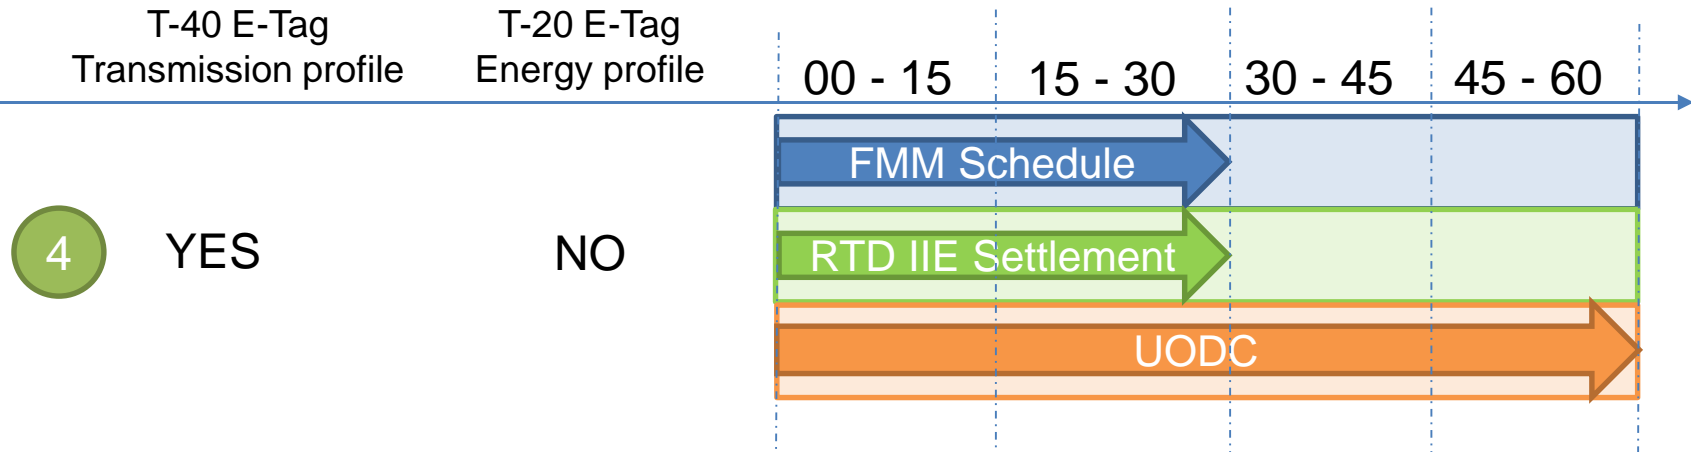 T-40 E-Tag
Transmission profile
T-20 E-Tag
Energy profile
00 - 15
15 - 30
30 - 45
45 - 60
4
YES
NO
FMM Schedule
RTD IIE Settlement
UODC